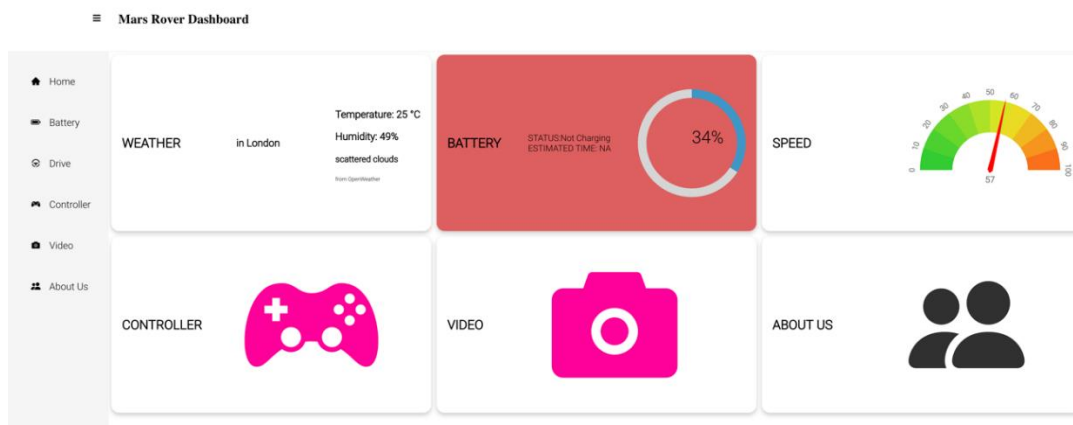 Mars Rover Dashboard
Home
Battery
Drive
Controller
Video
About Us
WEATHER
in London
Temperature: 25 °C
Humidity: 49%
scattered clouds
from OpenWeather
BATTERY
STATUS:Not Charging
ESTIMATED TIME: NA
34%
SPEED
0
10
20
30
40
50
60
70
80
90
100
57
CONTROLLER
VIDEO
ABOUT US